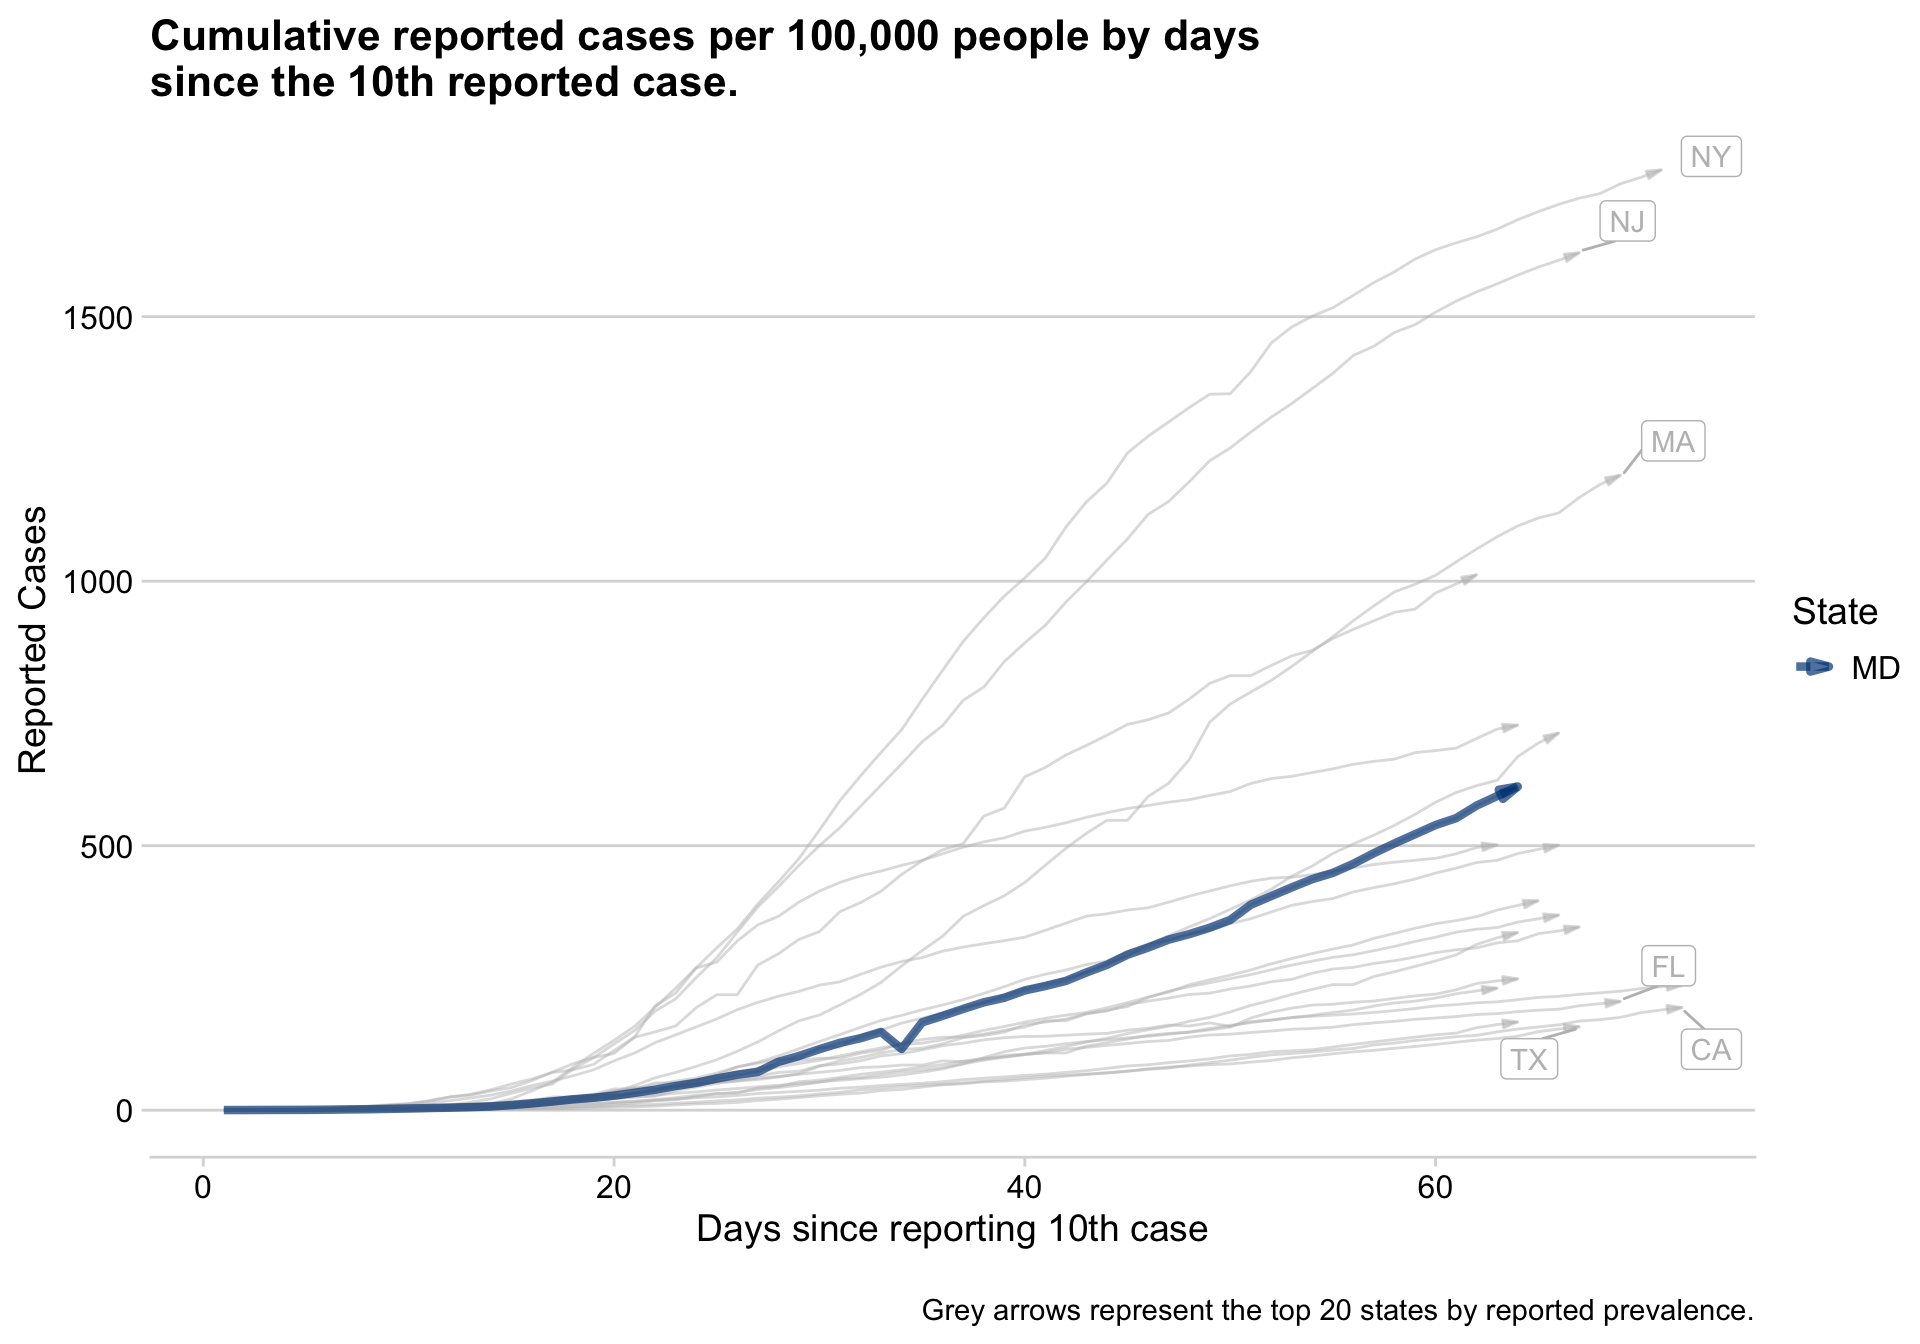 Cumulative reported cases per 100,000 people by days
since the 10th reported case.
NY
NJ
1500
MA
1000
Reported Cases
State
MD
500
FL
TX
CA
0
0 20 40 60
Days since reporting 10th case
Grey arrows represent the top 20 states by reported prevalence.